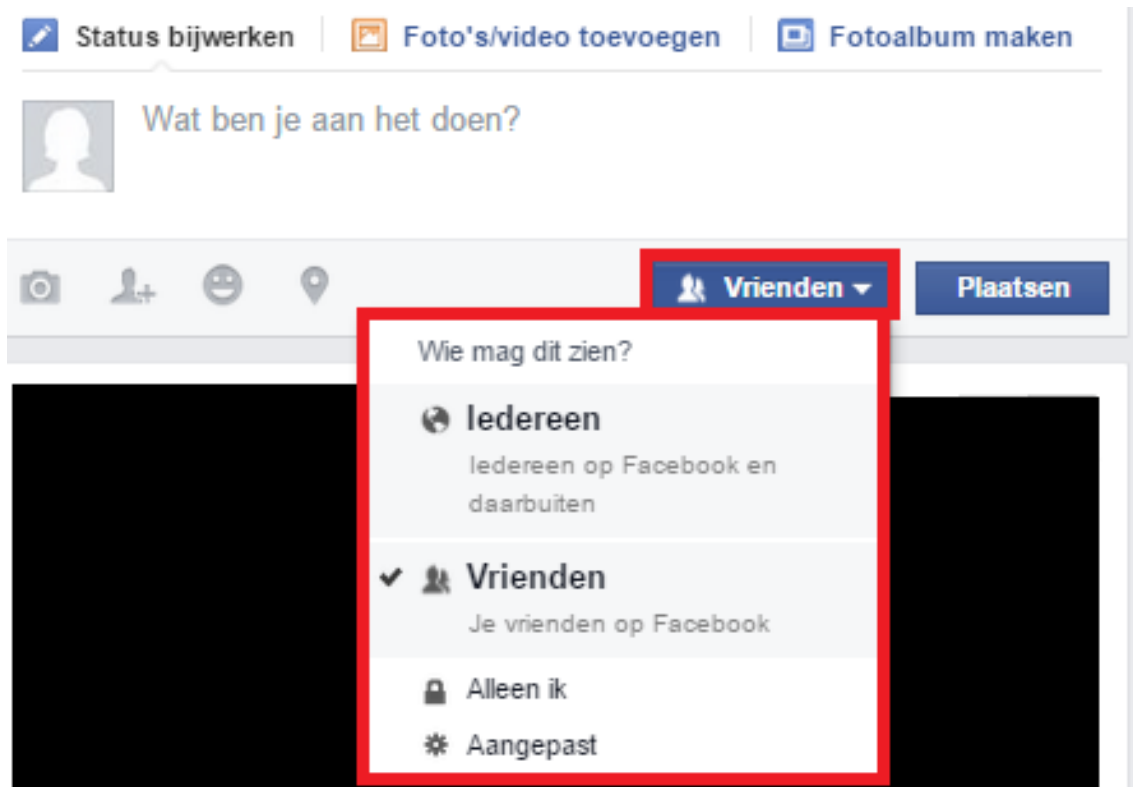 Status bijwerken Foto's/video toevoegen Fotoalbum maken
Wat ben je aan het doen?
Vrienden Plaatsen
Wie mag dit zien?
Iedereen
Iedereen op Facebook en
daarbuiten
Vrienden
Je vrienden op Facebook
Alleen ik
Aangepast